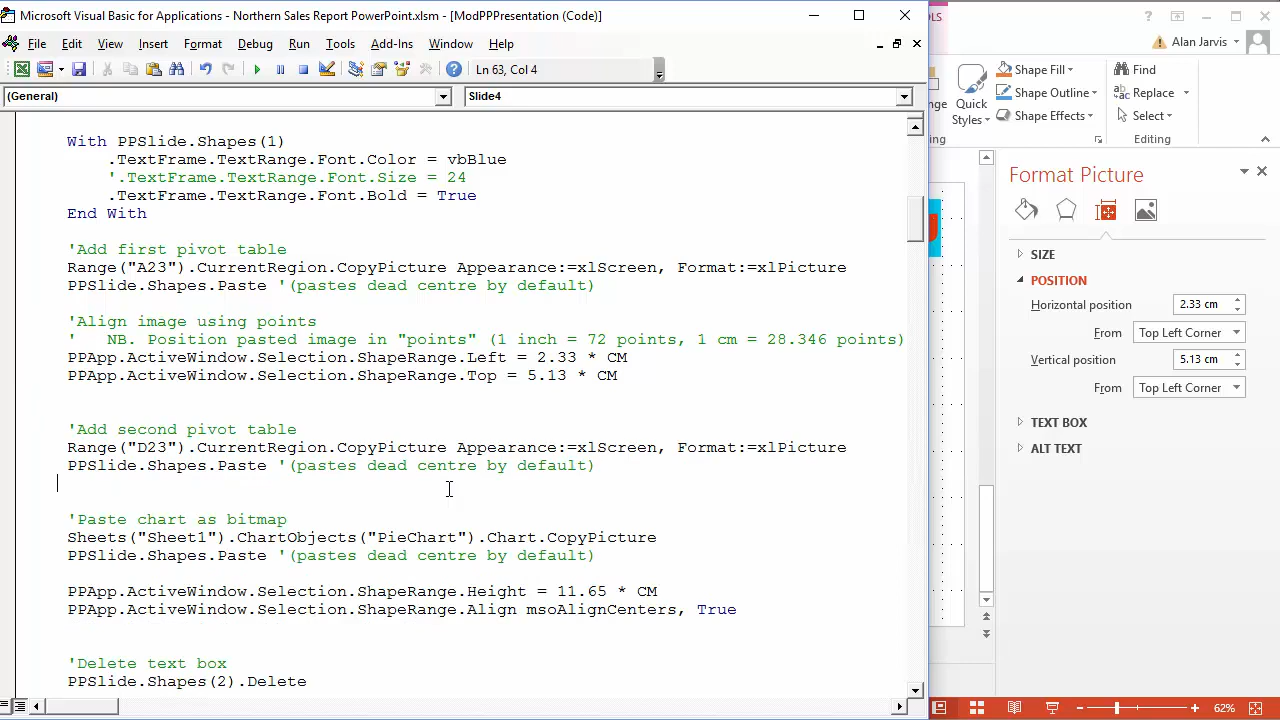 Microsoft Visual Basic for Applications - Northern Sales Report PowerPoint.xlsm - [ModPPPresentation (Code)]
File Edit View Insert Format Debug Run Tools Add-Ins Window Help
Ln 63, Col 4
(General) Slide4
With PPSlide.Shapes(1)
.TextFrame.TextRange.Font.Color = vbBlue
'.TextFrame.TextRange.Font.Size = 24
.TextFrame.TextRange.Font.Bold = True
End With
'Add first pivot table
Range("A23").CurrentRegion.CopyPicture Appearance:=xlScreen, Format:=xlPicture
PPSlide.Shapes.Paste '(pastes dead centre by default)
'Align image using points
' NB. Position pasted image in "points" (1 inch = 72 points, 1 cm = 28.346 points)
PPApp.ActiveWindow.Selection.ShapeRange.Left = 2.33 * CM
PPApp.ActiveWindow.Selection.ShapeRange.Top = 5.13 * CM
'Add second pivot table
Range("D23").CurrentRegion.CopyPicture Appearance:=xlScreen, Format:=xlPicture
PPSlide.Shapes.Paste '(pastes dead centre by default)
'Paste chart as bitmap
Sheets("Sheet1").ChartObjects("PieChart").Chart.CopyPicture
PPSlide.Shapes.Paste '(pastes dead centre by default)
PPApp.ActiveWindow.Selection.ShapeRange.Height = 11.65 * CM
PPApp.ActiveWindow.Selection.ShapeRange.Align msoAlignCenters, True
'Delete text box
PPSlide.Shapes(2).Delete
OLS
Alan Jarvis
Shape Fill
Shape Outline
Shape Effects
nge
Quick
Styles
Find
Replace
Select
ng
Editing
Format Picture
SIZE
POSITION
Horizontal position 2.33 cm
From Top Left Corner
Vertical position 5.13 cm
From Top Left Corner
TEXT BOX
ALT TEXT
62%